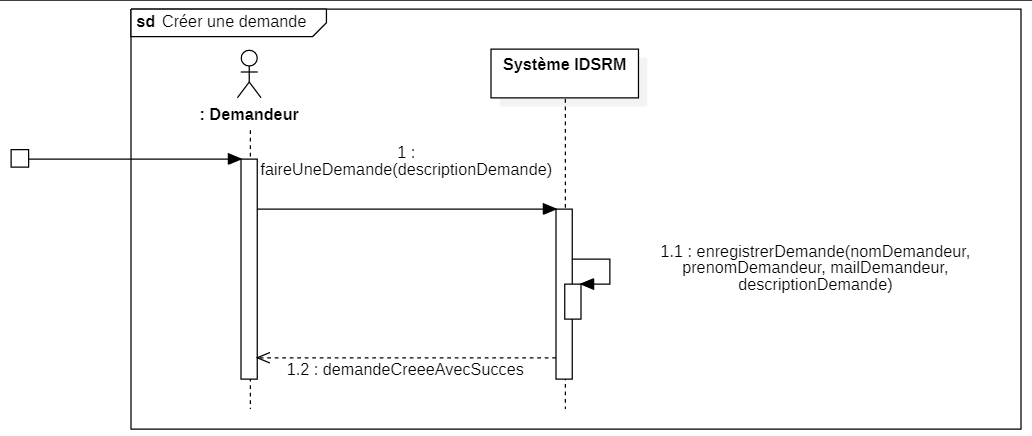 sd Créer une demande
Système IDSRM
: Demandeur
1 :
faireUneDemande(descriptionDemande)
1.1 : enregistrerDemande(nomDemandeur,
prenomDemandeur, mailDemandeur,
descriptionDemande)
1.2 : demandeCreeeAvecSucces